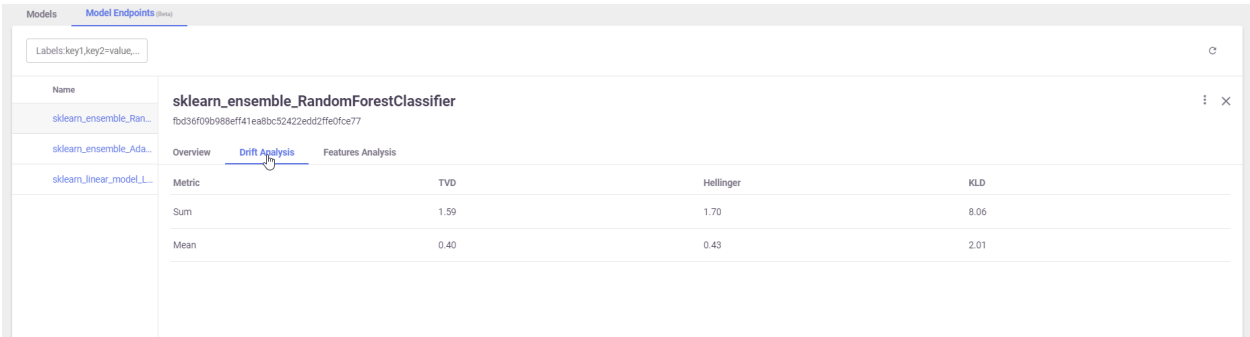 Models Model Endpoints (Beta)
Labels:key1,key2=value,...
Name
sklearn_ensemble_Ran...
sklearn_ensemble_Ada...
sklearn_linear_model_L...
sklearn_ensemble_RandomForestClassifier
fbd36f09b988eff41ea8bc52422edd2ffe0fce77
Overview Drift Analysis Features Analysis
Metric TVD Hellinger KLD
Sum 1.59 1.70 8.06
Mean 0.40 0.43 2.01